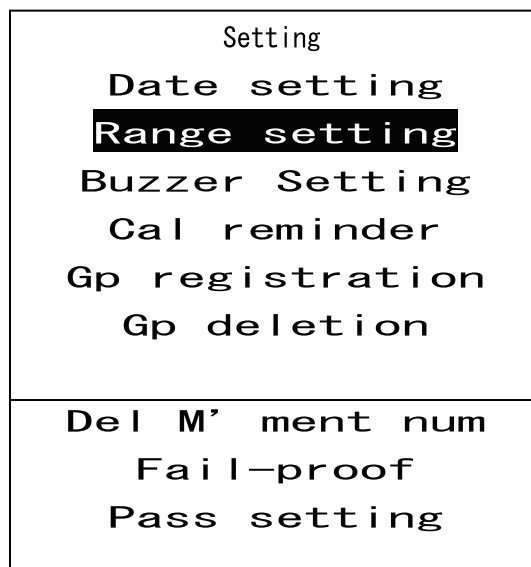 Setting
Date setting
Range setting
Buzzer Setting
Cal reminder
Gp registration
Gp deletion
Del M’ment num
Fail-proof
Pass setting